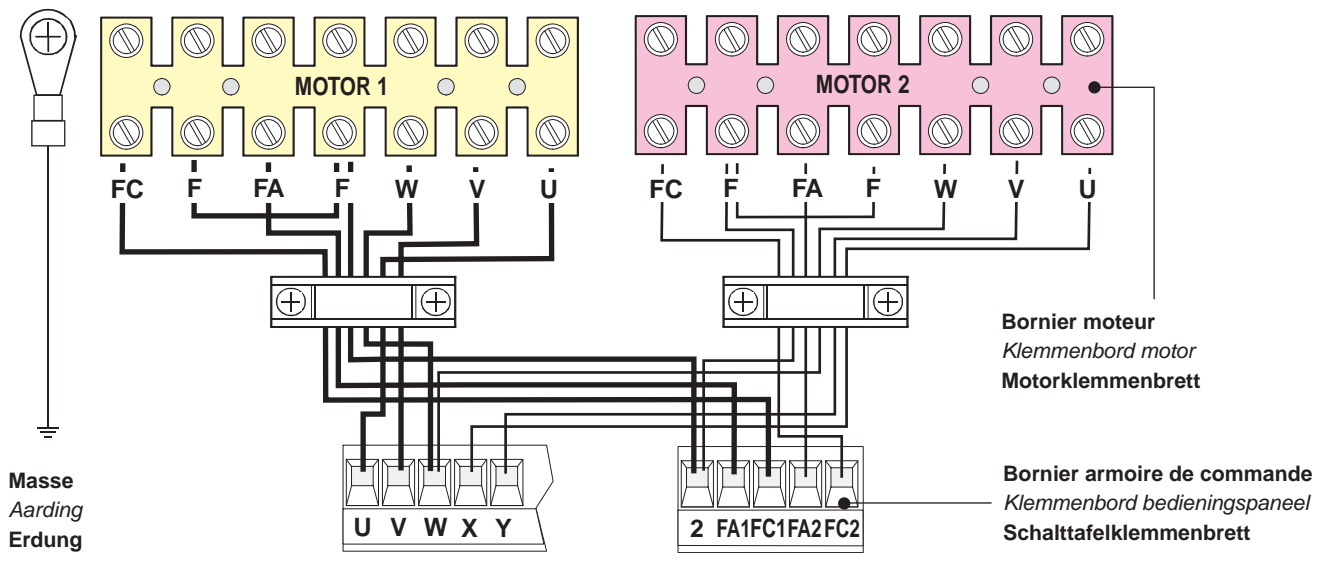 MOTOR 1
MOTOR 2
FC F FA F W V U
FC F FA F W V U
Bornier moteur
Klemmenbord motor
Motorklemmenbrett
Masse
Aarding
Erdung
U V W X Y
2 FA1 FC1 FA2 FC2
Bornier armoire de commande
Klemmenbord bedieningspaneel
Schalttafelklemmenbrett